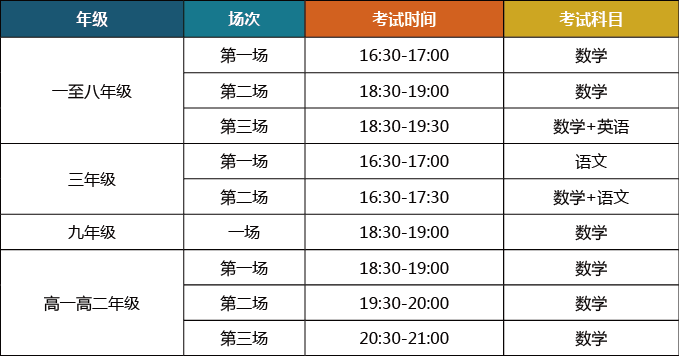 年级 场次 考试时间 考试科目
一至八年级 第一场 16:30-17:00 数学
第二场 18:30-19:00 数学
第三场 18:30-19:30 数学+英语
三年级 第一场 16:30-17:00 语文
第二场 16:30-17:30 数学+语文
九年级 一场 18:30-19:00 数学
高一高二年级 第一场 18:30-19:00 数学
第二场 19:30-20:00 数学
第三场 20:30-21:00 数学